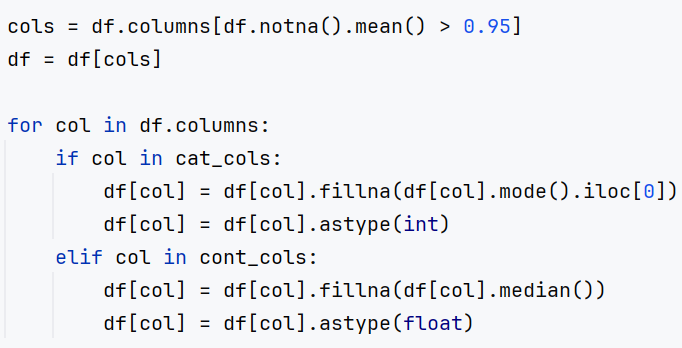 cols = df.columns[df.notna().mean() > 0.95]
df = df[cols]

for col in df.columns:
    if col in cat_cols:
        df[col] = df[col].fillna(df[col].mode().iloc[0])
        df[col] = df[col].astype(int)
    elif col in cont_cols:
        df[col] = df[col].fillna(df[col].median())
        df[col] = df[col].astype(float)